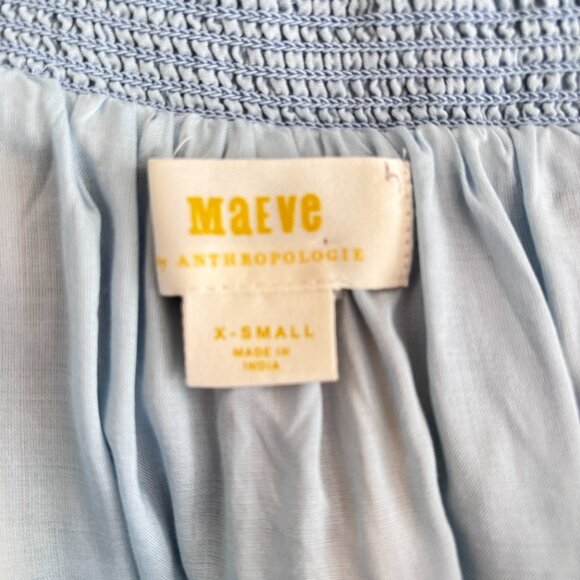 MaEVe
by ANTHROPOLOGIE
X-SMALL
MADE IN
INDIA